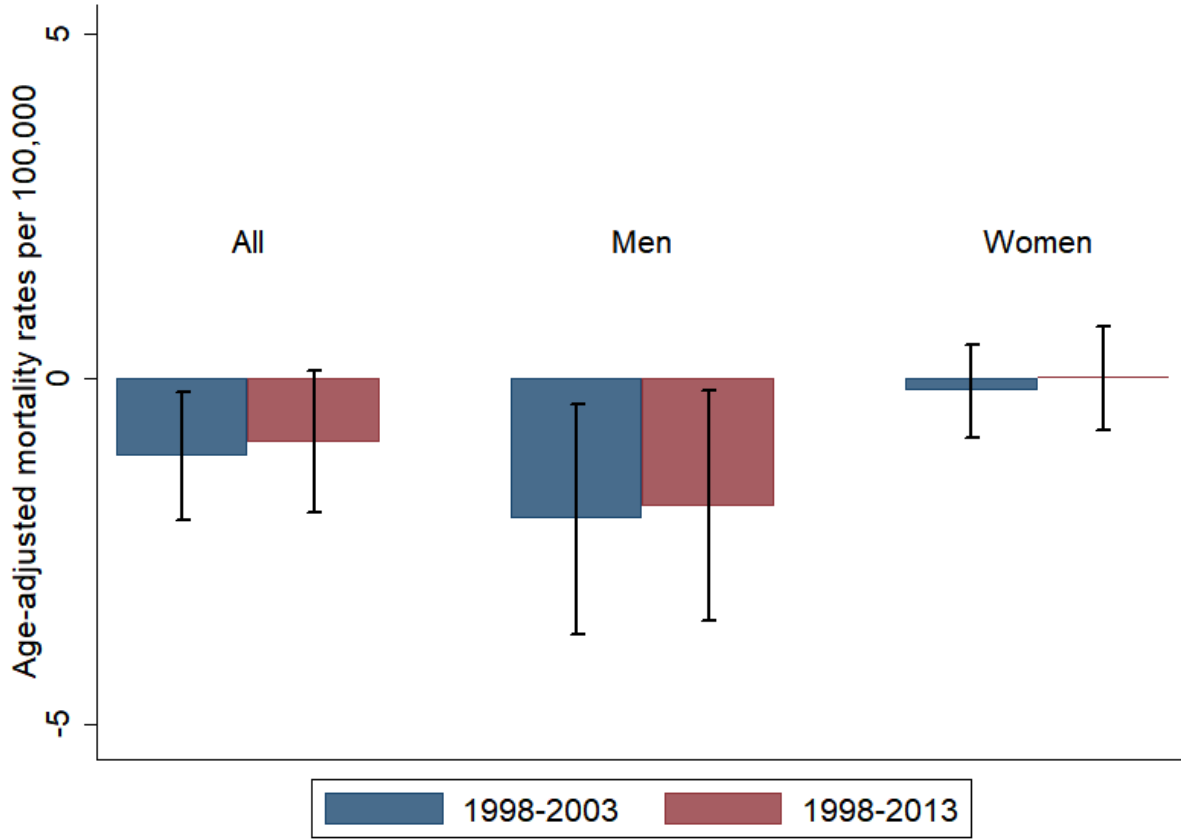 Age-adjusted mortality rates per 100,000
5
0
-5
All
Men
Women
1998-2003
1998-2013